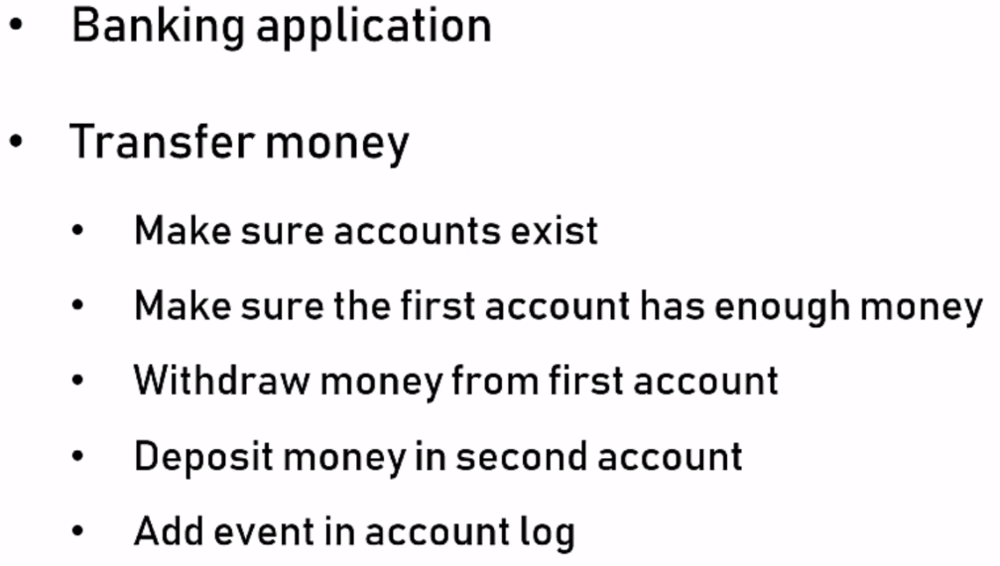 • Banking application
• Transfer money
• Make sure accounts exist
• Make sure the first account has enough money
• Withdraw money from first account
• Deposit money in second account
• Add event in account log